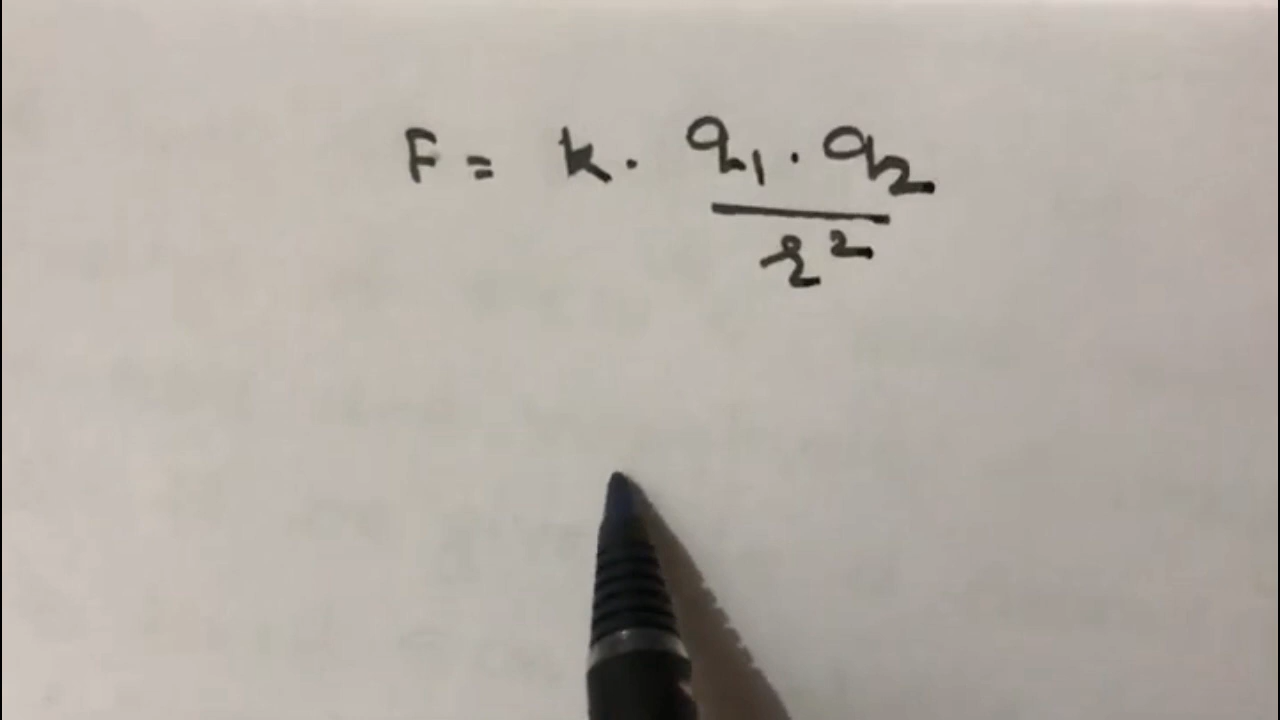 F = k · q₁ · q₂ / r²